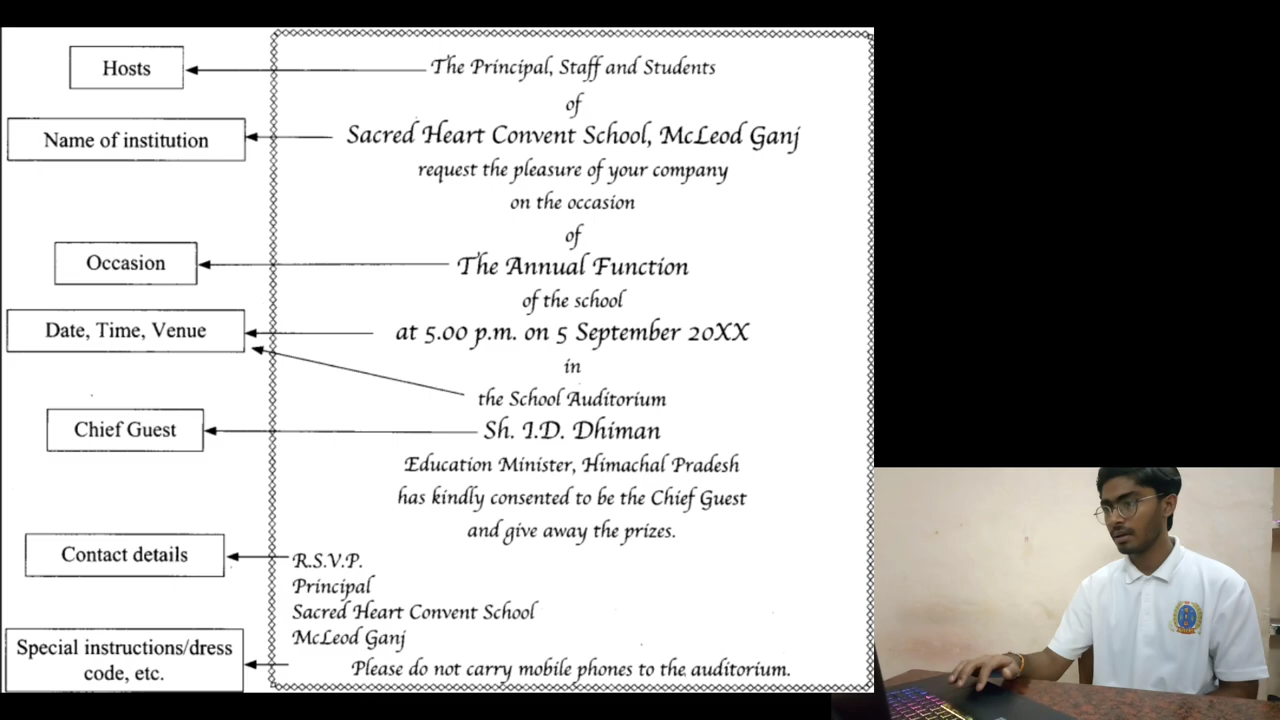 Hosts
The Principal, Staff and Students
of
Name of institution
Sacred Heart Convent School, McLeod Ganj
request the pleasure of your company
on the occasion
of
Occasion
The Annual Function
of the school
Date, Time, Venue
at 5.00 p.m. on 5 September 20XX
in
the School Auditorium
Chief Guest
Sh. I.D. Dhiman
Education Minister, Himachal Pradesh
has kindly consented to be the Chief Guest
and give away the prizes.
Contact details
R.S.V.P.
Principal
Sacred Heart Convent School
McLeod Ganj
Special instructions/dress
code, etc.
Please do not carry mobile phones to the auditorium.